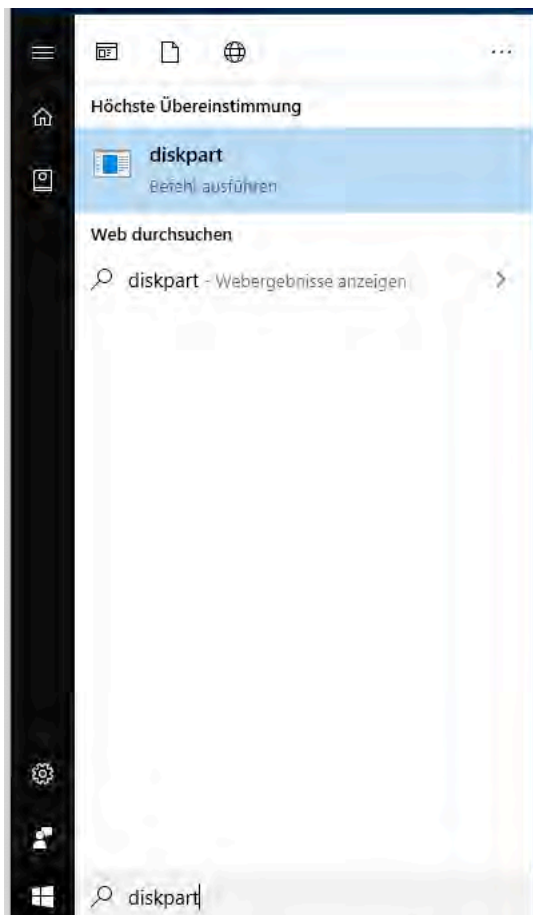 ...
Höchste Übereinstimmung
diskpart
Befehl ausführen
Web durchsuchen
diskpart - Webergebnisse anzeigen
diskpart